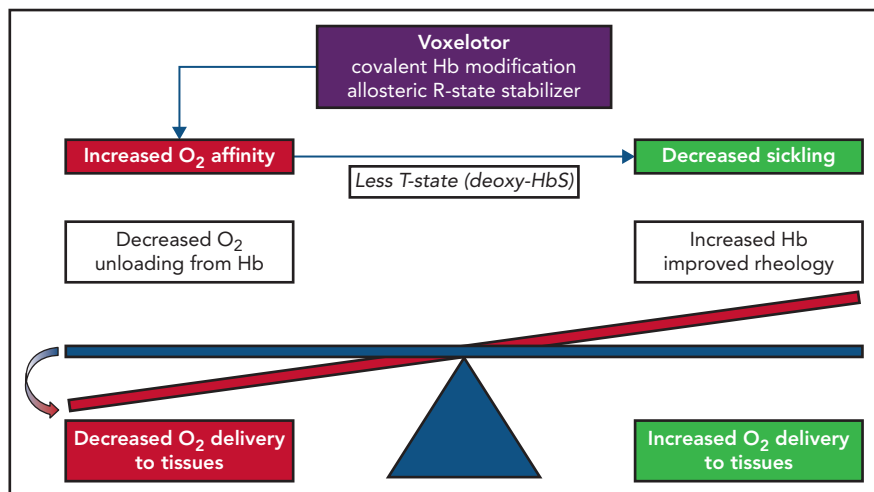 Voxelotor
covalent Hb modification
allosteric R-state stabilizer
Increased O2 affinity
Decreased sickling
Less T-state (deoxy-HbS)
Decreased O2
unloading from Hb
Increased Hb
improved rheology
Decreased O2 delivery
to tissues
Increased O2 delivery
to tissues